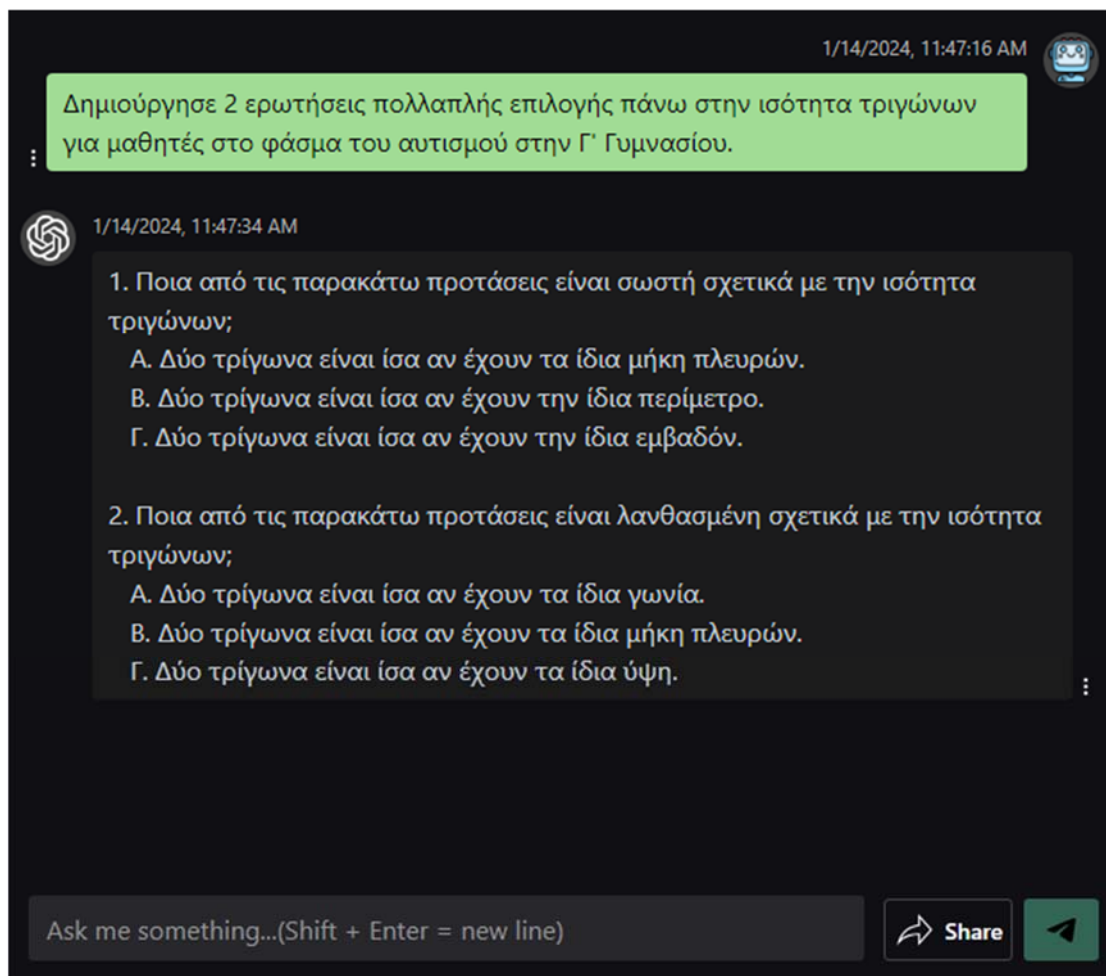 1/14/2024, 11:47:16 AM
Δημιούργησε 2 ερωτήσεις πολλαπλής επιλογής πάνω στην ισότητα τριγώνων
για μαθητές στο φάσμα του αυτισμού στην Γ' Γυμνασίου.
1/14/2024, 11:47:34 AM
1. Ποια από τις παρακάτω προτάσεις είναι σωστή σχετικά με την ισότητα
τριγώνων;
Α. Δύο τρίγωνα είναι ίσα αν έχουν τα ίδια μήκη πλευρών.
Β. Δύο τρίγωνα είναι ίσα αν έχουν την ίδια περίμετρο.
Γ. Δύο τρίγωνα είναι ίσα αν έχουν την ίδια εμβαδόν.
2. Ποια από τις παρακάτω προτάσεις είναι λανθασμένη σχετικά με την ισότητα
τριγώνων;
Α. Δύο τρίγωνα είναι ίσα αν έχουν τα ίδια γωνία.
Β. Δύο τρίγωνα είναι ίσα αν έχουν τα ίδια μήκη πλευρών.
Γ. Δύο τρίγωνα είναι ίσα αν έχουν τα ίδια ύψη.
Ask me something...(Shift + Enter = new line)
Share